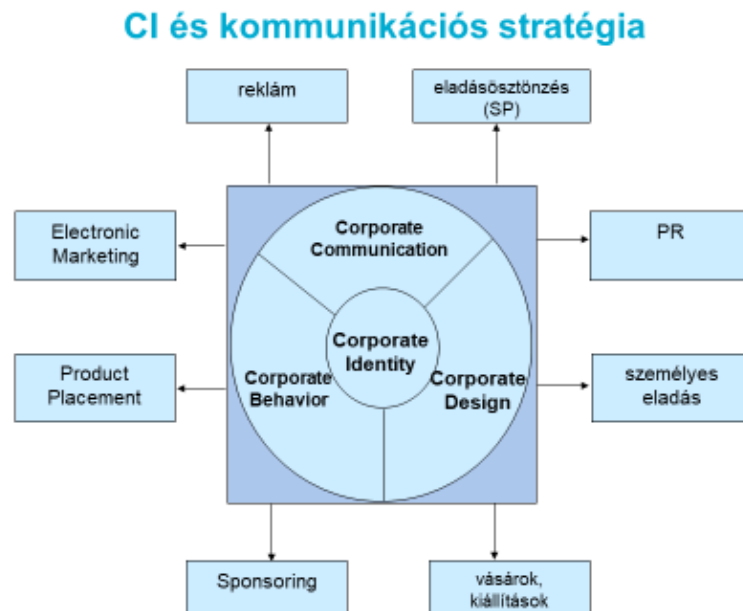 CI és kommunikációs stratégia
reklám
eladásösztönzés
(SP)
Electronic
Marketing
Corporate
Communication
PR
Corporate
Identity
Product
Placement
Corporate
Behavior
Corporate
Design
személyes
eladás
Sponsoring
vásárok,
kiállítások